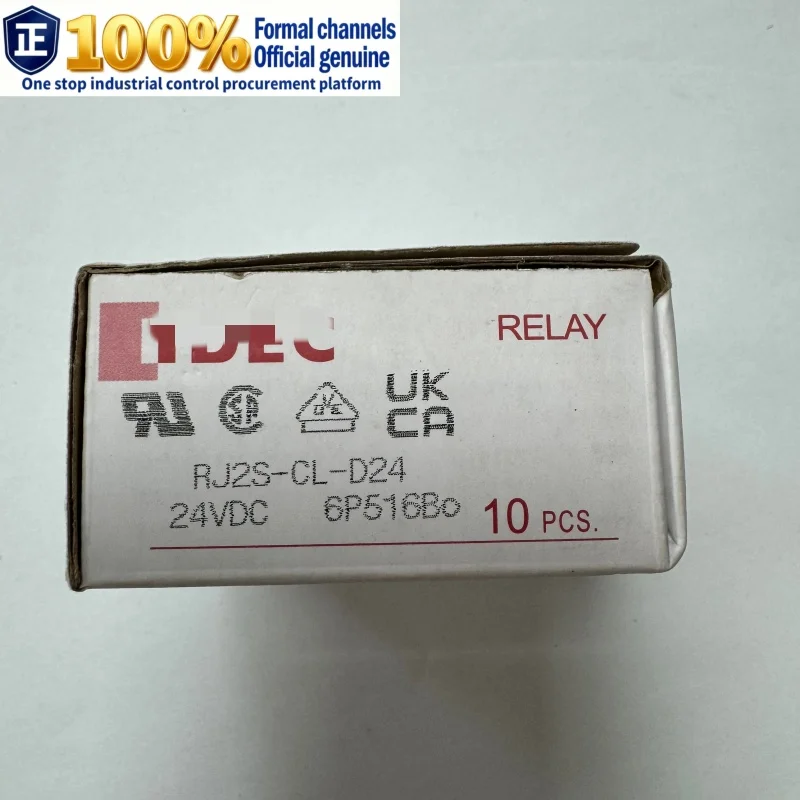 正
100%
Formal channels
Official genuine
One stop industrial control procurement platform
RELAY
UK
CA
RJ2S-CL-D24
24VDC 6P516Bo
10 PCS.